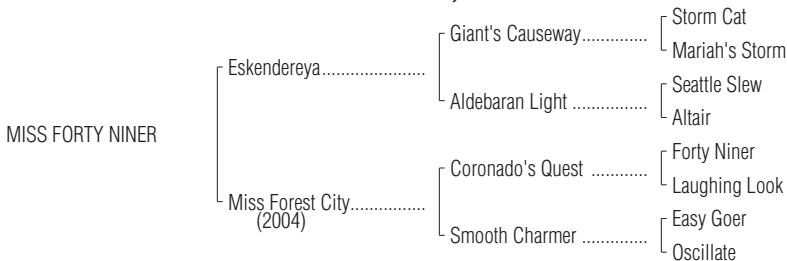 Storm Cat
Giant's Causeway..............
Mariah's Storm
Eskendereya......................
Seattle Slew
Aldebaran Light ................
Altair
MISS FORTY NINER
Forty Niner
Coronado's Quest ............
Laughing Look
Miss Forest City................
(2004)
Easy Goer
Smooth Charmer ..............
Oscillate